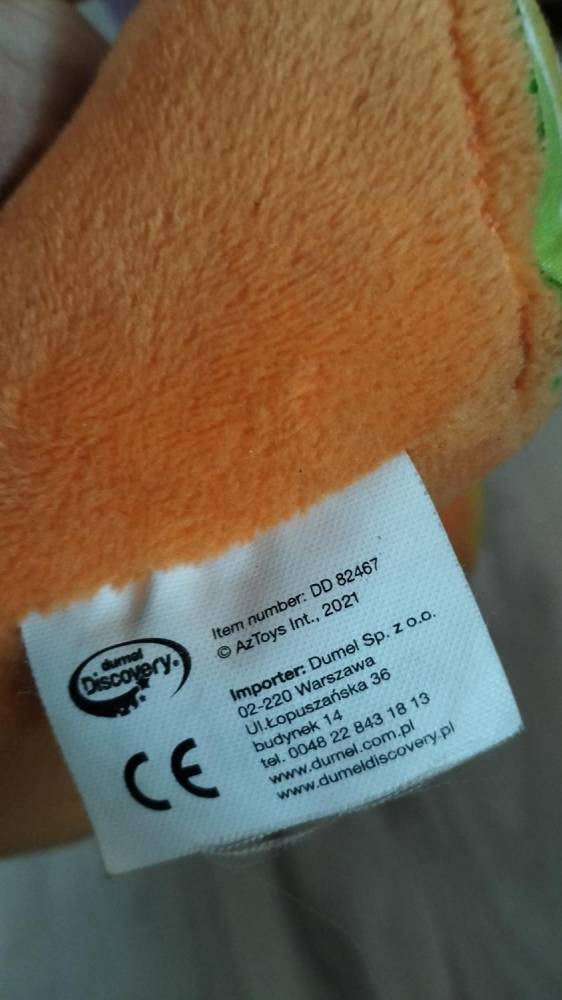 dumel
Discovery®
Item number: DD 82467
© AzToys Int., 2021
Importer: Dumel Sp. z o.o.
02-220 Warszawa
Ul.Łopuszańska 36
budynek 14
tel. 0048 22 843 18 13
www.dumel.com.pl
www.dumeldiscovery.pl
CE